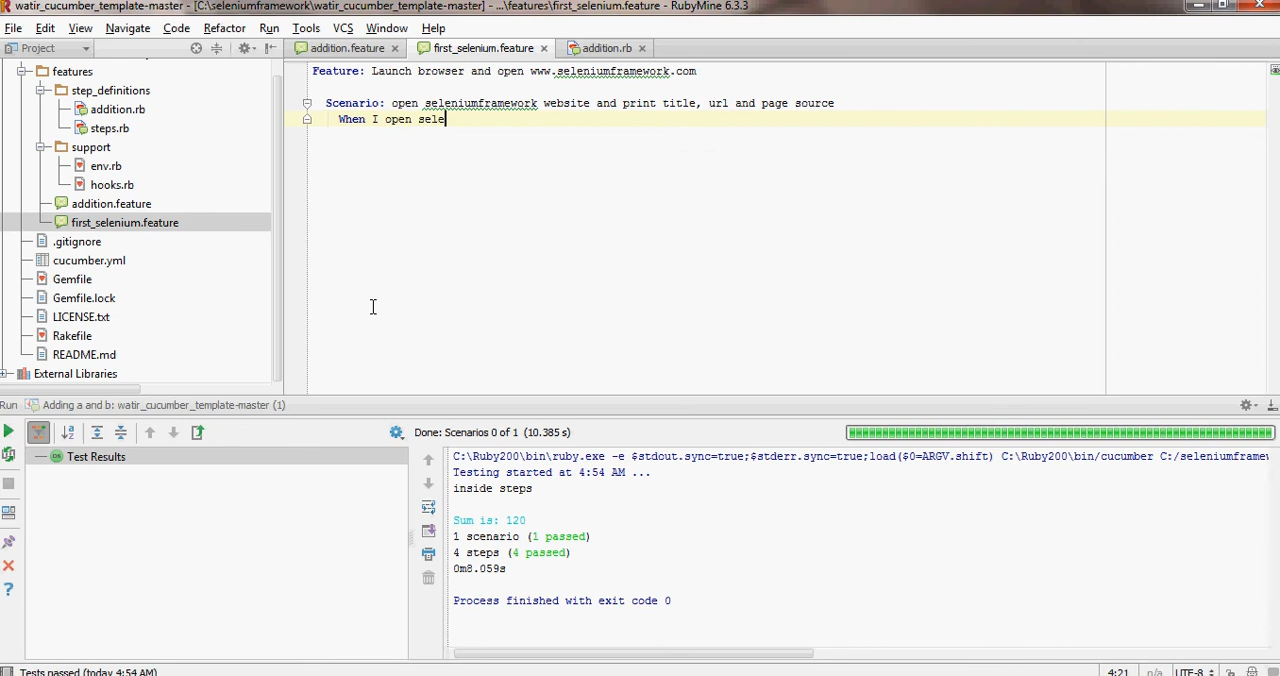 watir_cucumber_template-master - [C:\seleniumframework\watir_cucumber_template-master] - ...\features\first_selenium.feature - RubyMine 6.3.3
File Edit View Navigate Code Refactor Run Tools VCS Window Help
Project addition.feature first_selenium.feature addition.rb
features
step_definitions
addition.rb
steps.rb
support
env.rb
hooks.rb
addition.feature
first_selenium.feature
.gitignore
cucumber.yml
Gemfile
Gemfile.lock
LICENSE.txt
Rakefile
README.md
External Libraries
Feature: Launch browser and open www.seleniumframework.com
Scenario: open seleniumframework website and print title, url and page source
When I open sele
Run Adding a and b: watir_cucumber_template-master (1)
Done: Scenarios 0 of 1 (10.385 s)
Test Results
C:\Ruby200\bin\ruby.exe -e $stdout.sync=true;$stderr.sync=true;load($0=ARGV.shift) C:\Ruby200\bin/cucumber C:/seleniumframew
Testing started at 4:54 AM ...
inside steps
Sum is: 120
1 scenario (1 passed)
4 steps (4 passed)
0m8.059s
Process finished with exit code 0
Tests passed (today 4:54 AM) 4:21 n/a UTF-8